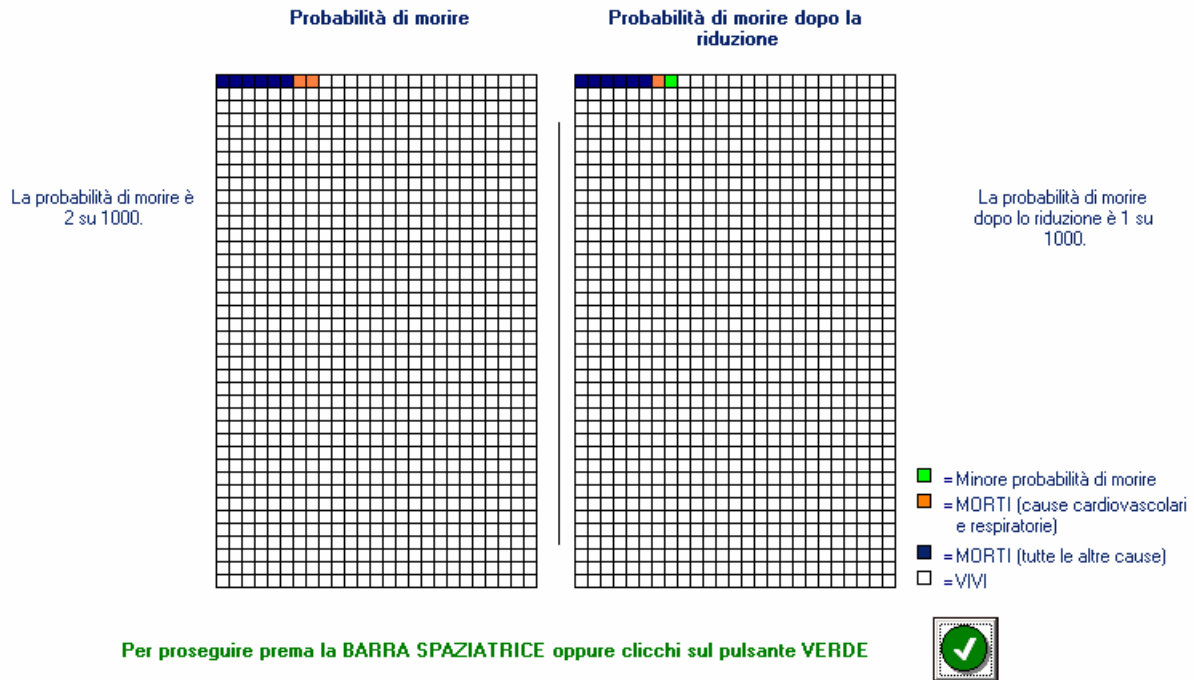 Probabilità di morire
Probabilità di morire dopo la
riduzione
La probabilità di morire è
2 su 1000.
La probabilità di morire
dopo lo riduzione è 1 su
1000.
= Minore probabilità di morire
= MORTI (cause cardiovascolari
e respiratorie)
= MORTI (tutte le altre cause)
= VIVI
Per proseguire prema la BARRA SPAZIATRICE oppure clicchi sul pulsante VERDE